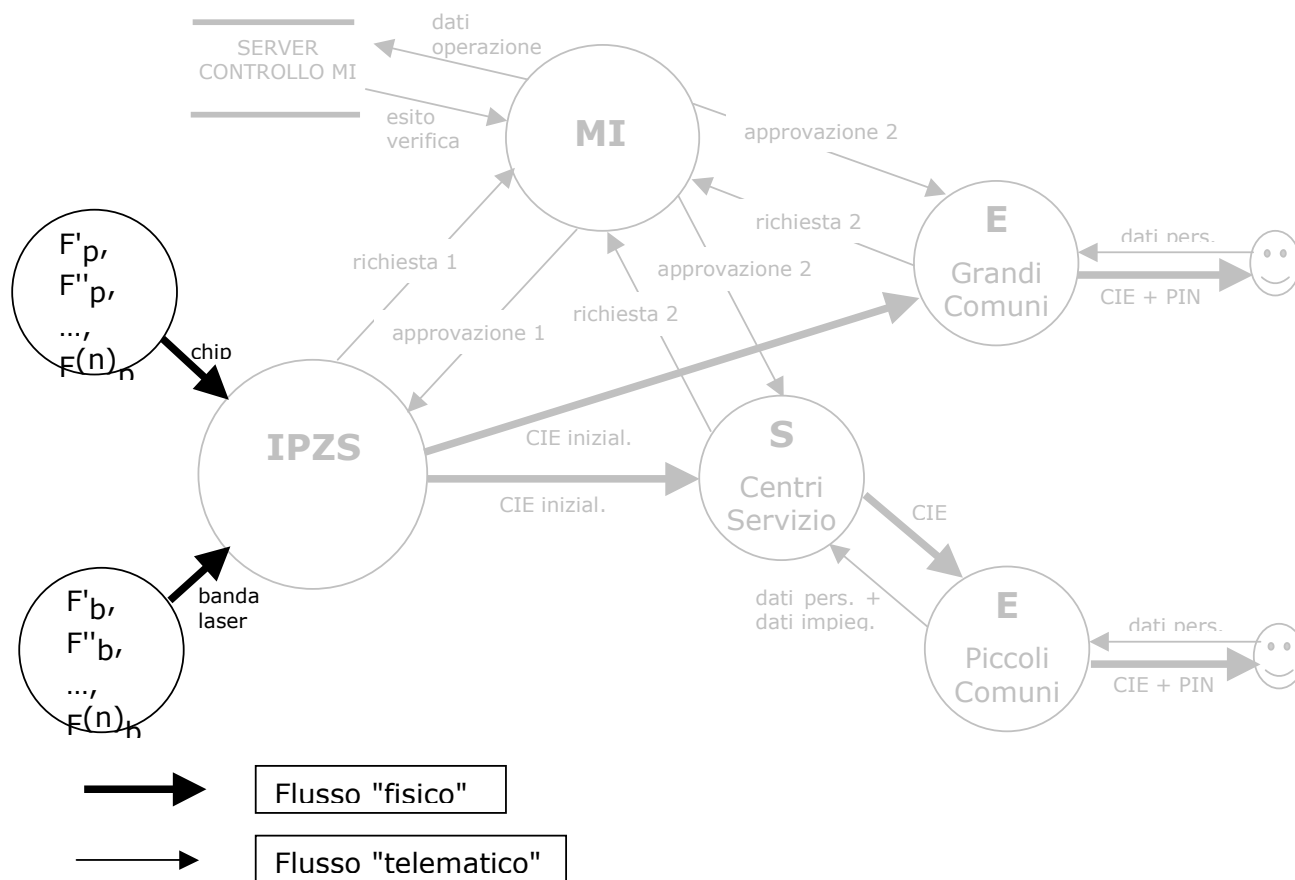 dati
operazione
SERVER
CONTROLLO MI
esito
verifica
MI
approvazione 2
richiesta 2
E
Grandi
Comuni
dati pers.
CIE + PIN
F'p,
F''p,
...,
F(n)p
chip
richiesta 1
approvazione 1
approvazione 2
richiesta 2
IPZS
CIE inizial.
CIE inizial.
S
Centri
Servizio
CIE
F'b,
F''b,
...,
F(n)b
banda
laser
dati pers. +
dati impieg.
E
Piccoli
Comuni
dati pers.
CIE + PIN
Flusso "fisico"
Flusso "telematico"